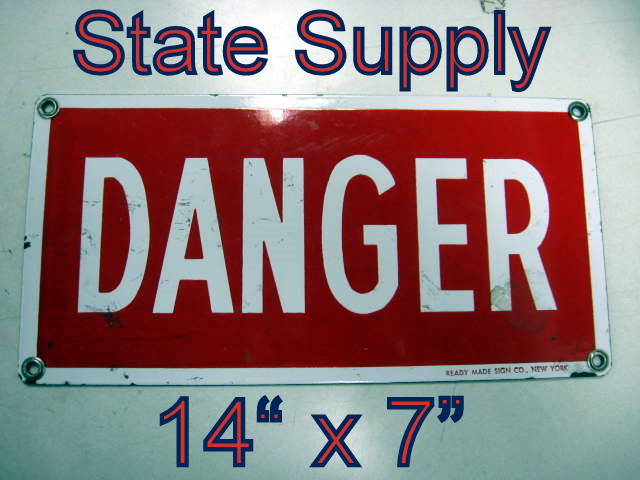 State Supply
DANGER
READY MADE SIGN CO., NEW YORK
14“ x 7”